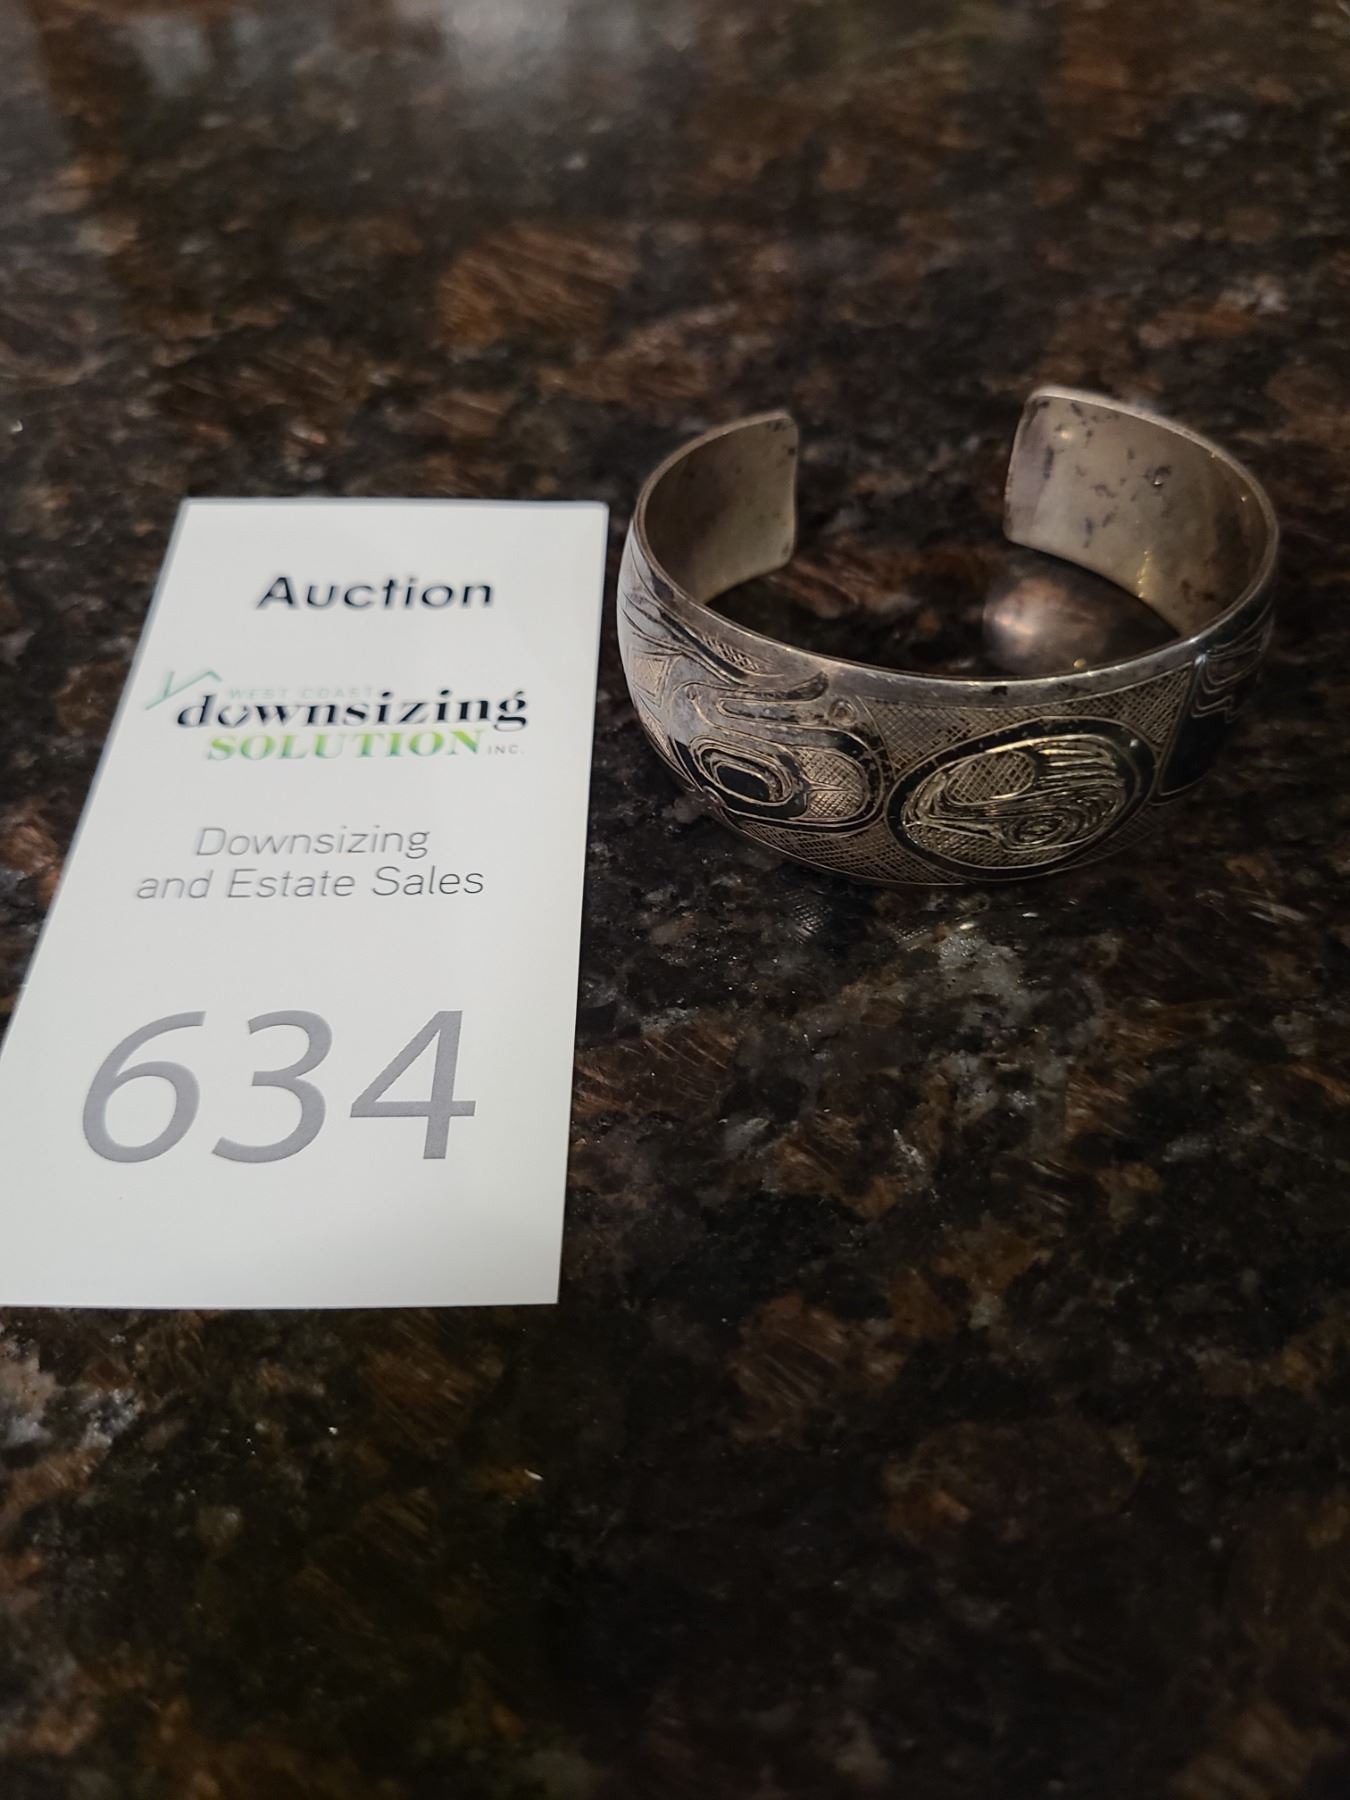 Auction
WEST COAST
downsizing
SOLUTION INC.
Downsizing
and Estate Sales
634